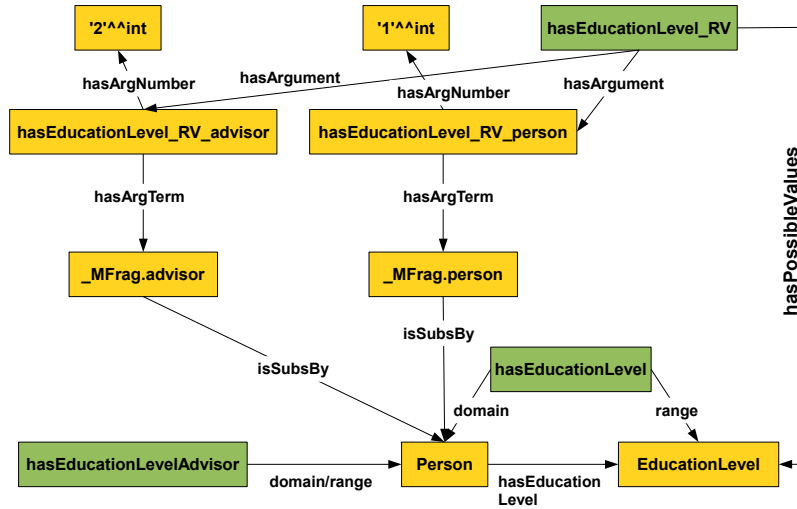 '2'^^int
'1'^^int
hasEducationLevel_RV
hasArgNumber
hasArgument
hasArgNumber
hasArgument
hasEducationLevel_RV_advisor
hasEducationLevel_RV_person
hasPossibleValues
hasArgTerm
hasArgTerm
_MFrag.advisor
_MFrag.person
isSubsBy
isSubsBy
hasEducationLevel
domain
range
hasEducationLevelAdvisor
domain/range
Person
hasEducation
Level
EducationLevel